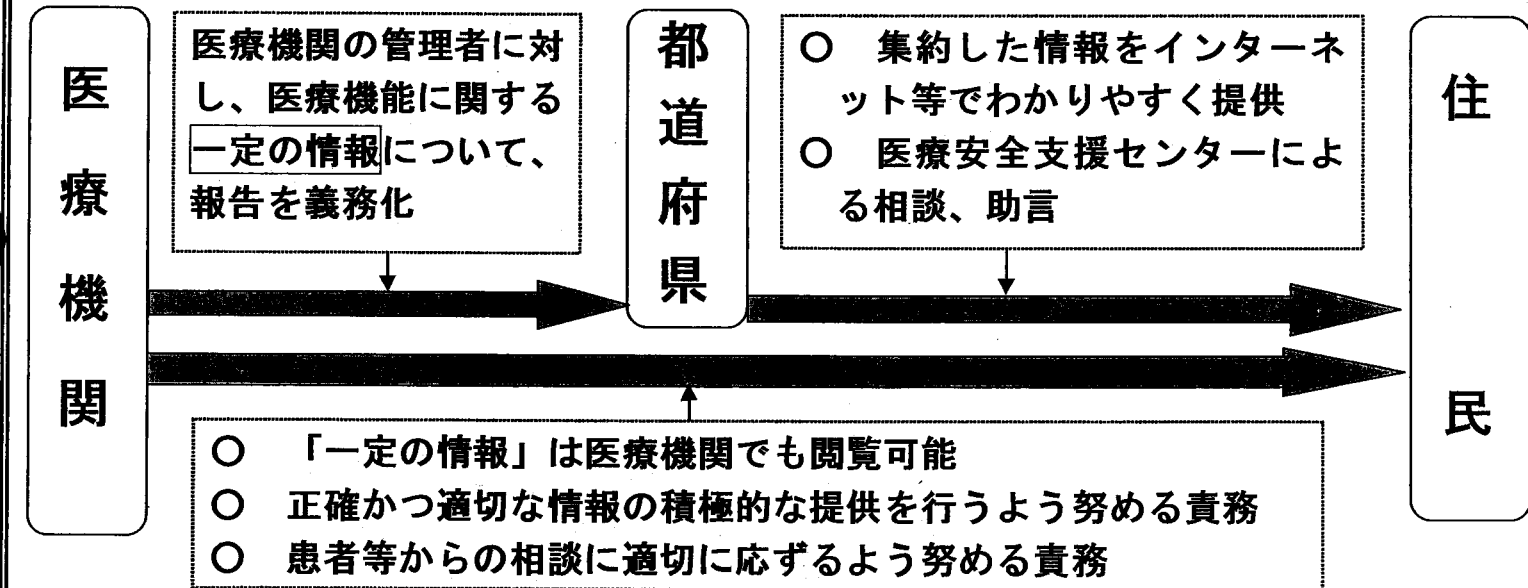 医療機関
医療機関の管理者に対
し、医療機能に関する
一定の情報について、
報告を義務化
都道府県
○ 集約した情報をインターネ
ット等でわかりやすく提供
○ 医療安全支援センターによ
る相談、助言
住民
○ 「一定の情報」は医療機関でも閲覧可能
○ 正確かつ適切な情報の積極的な提供を行うよう努める責務
○ 患者等からの相談に適切に応ずるよう努める責務